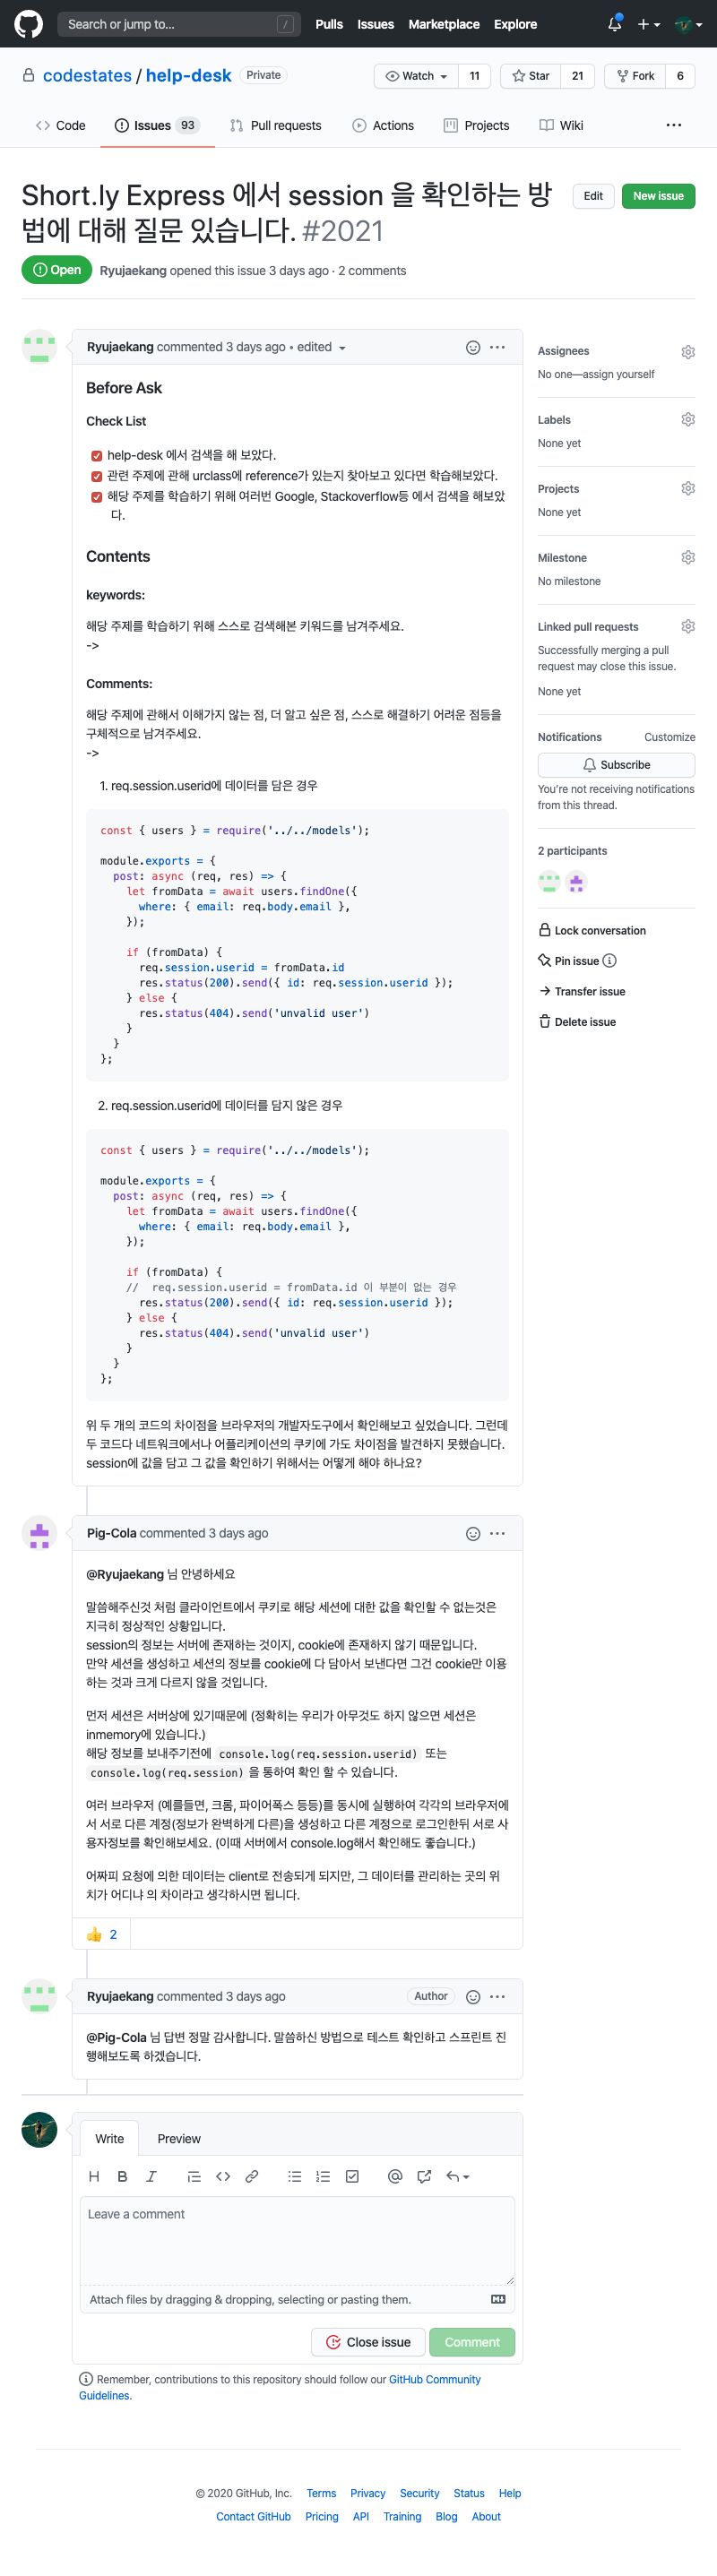 Search or jump to...
/
Pulls Issues Marketplace Explore
codestates / help-desk Private
Watch 11 Star 21 Fork 6
Code Issues 93 Pull requests Actions Projects Wiki
Short.ly Express 에서 session 을 확인하는 방
법에 대해 질문 있습니다. #2021
Edit New issue
Open Ryujaekang opened this issue 3 days ago · 2 comments
Ryujaekang commented 3 days ago • edited
Before Ask
Check List
help-desk 에서 검색을 해 보았다.
관련 주제에 관해 urclass에 reference가 있는지 찾아보고 있다면 학습해보았다.
해당 주제를 학습하기 위해 여러번 Google, Stackoverflow등 에서 검색을 해보았
다.
Contents
keywords:
해당 주제를 학습하기 위해 스스로 검색해본 키워드를 남겨주세요.
->
Comments:
해당 주제에 관해서 이해가지 않는 점, 더 알고 싶은 점, 스스로 해결하기 어려운 점등을
구체적으로 남겨주세요.
->
1. req.session.userid에 데이터를 담은 경우
const { users } = require('../../models');
module.exports = {
post: async (req, res) => {
let fromData = await users.findOne({
where: { email: req.body.email },
});
if (fromData) {
req.session.userid = fromData.id
res.status(200).send({ id: req.session.userid });
} else {
res.status(404).send('unvalid user')
}
}
};
2. req.session.userid에 데이터를 담지 않은 경우
const { users } = require('../../models');
module.exports = {
post: async (req, res) => {
let fromData = await users.findOne({
where: { email: req.body.email },
});
if (fromData) {
// req.session.userid = fromData.id 이 부분이 없는 경우
res.status(200).send({ id: req.session.userid });
} else {
res.status(404).send('unvalid user')
}
}
};
위 두 개의 코드의 차이점을 브라우저의 개발자도구에서 확인해보고 싶었습니다. 그런데
두 코드다 네트워크에서나 어플리케이션의 쿠키에 가도 차이점을 발견하지 못했습니다.
session에 값을 담고 그 값을 확인하기 위해서는 어떻게 해야 하나요?
Pig-Cola commented 3 days ago
@Ryujaekang 님 안녕하세요
말씀해주신것 처럼 클라이언트에서 쿠키로 해당 세션에 대한 값을 확인할 수 없는것은
지극히 정상적인 상황입니다.
session의 정보는 서버에 존재하는 것이지, cookie에 존재하지 않기 때문입니다.
만약 세션을 생성하고 세션의 정보를 cookie에 다 담아서 보낸다면 그건 cookie만 이용
하는 것과 크게 다르지 않을 것입니다.
먼저 세션은 서버상에 있기때문에 (정확히는 우리가 아무것도 하지 않으면 세션은
inmemory에 있습니다.)
해당 정보를 보내주기전에 console.log(req.session.userid) 또는
console.log(req.session) 을 통하여 확인 할 수 있습니다.
여러 브라우저 (예를들면, 크롬, 파이어폭스 등등)를 동시에 실행하여 각각의 브라우저에
서 서로 다른 계정(정보가 완벽하게 다른)을 생성하고 다른 계정으로 로그인한뒤 서로 사
용자정보를 확인해보세요. (이때 서버에서 console.log해서 확인해도 좋습니다.)
어짜피 요청에 의한 데이터는 client로 전송되게 되지만, 그 데이터를 관리하는 곳의 위
치가 어디냐 의 차이라고 생각하시면 됩니다.
2
Ryujaekang commented 3 days ago Author
@Pig-Cola 님 답변 정말 감사합니다. 말씀하신 방법으로 테스트 확인하고 스프린트 진
행해보도록 하겠습니다.
Write Preview
Leave a comment
Attach files by dragging & dropping, selecting or pasting them.
Close issue Comment
Remember, contributions to this repository should follow our GitHub Community
Guidelines.
Assignees
No one—assign yourself
Labels
None yet
Projects
None yet
Milestone
No milestone
Linked pull requests
Successfully merging a pull
request may close this issue.
None yet
Notifications Customize
Subscribe
You're not receiving notifications
from this thread.
2 participants
Lock conversation
Pin issue
Transfer issue
Delete issue
© 2020 GitHub, Inc. Terms Privacy Security Status Help
Contact GitHub Pricing API Training Blog About